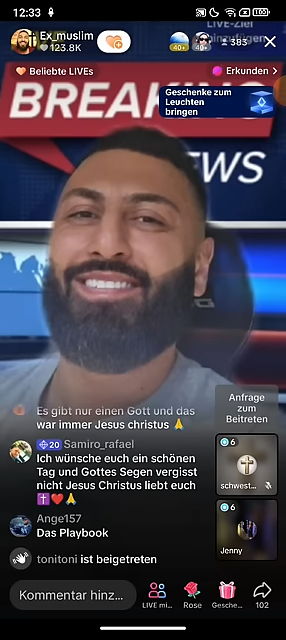 12:33
LIVE-Ziel
Ex_muslim
123.8K
hinzufügen
40+
40+
383
Beliebte LIVEs
Erkunden >
BREAKING
Geschenke zum
Leuchten
bringen
NEWS
Es gibt nur einen Gott und das
war immer Jesus christus 🙏
20 Samiro_rafael
Ich wünsche euch ein schönen
Tag und Gottes Segen vergisst
nicht Jesus Christus liebt euch
✝️❤️🙏
Ange157
Das Playbook
tonitoni ist beigetreten
Anfrage
zum
Beitreten
6
schwest...
6
Jenny
Kommentar hinz...
LIVE mi...
Rose
Gesche...
102